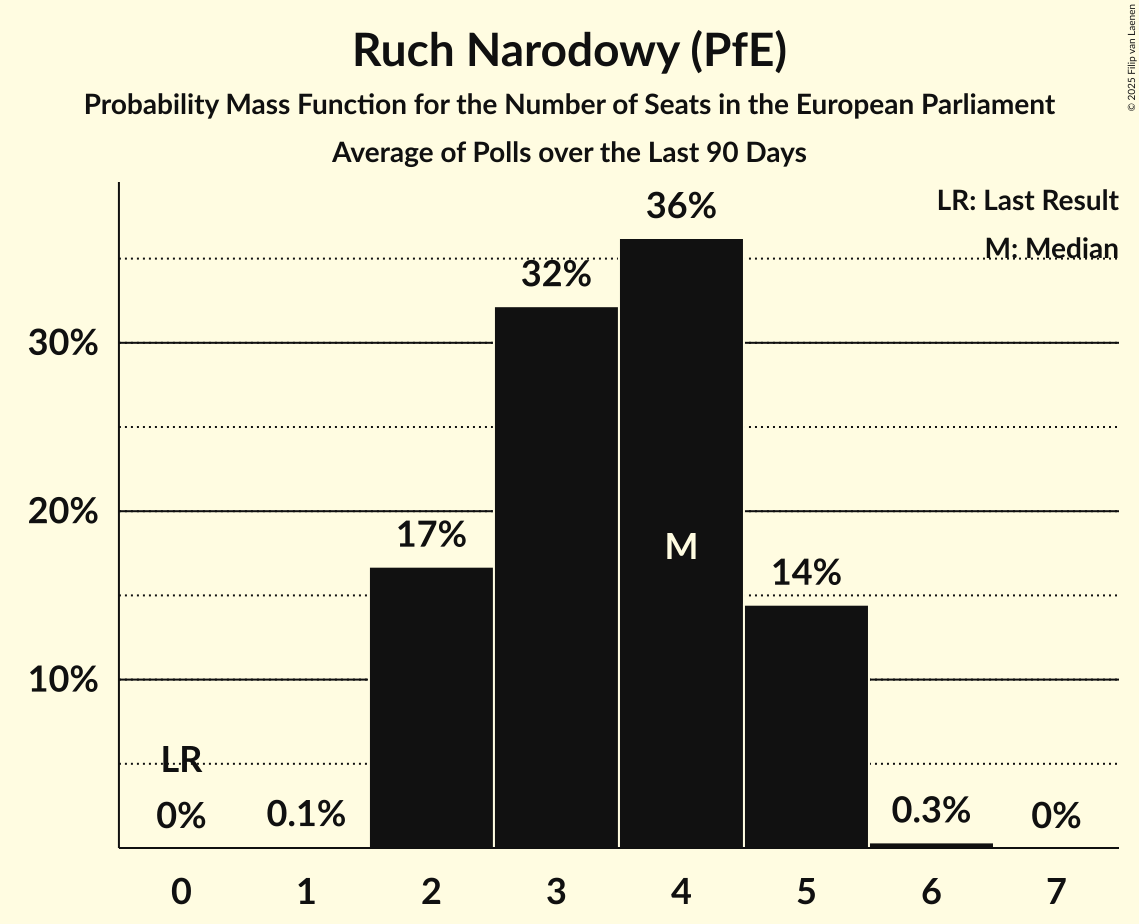 Ruch Narodowy (PfE)
Probability Mass Function for the Number of Seats in the European Parliament
Average of Polls over the Last 90 Days
© 2025 Filip van Laenen
LR: Last Result
M: Median
36%
32%
30%
20%
17%
M
14%
10%
LR
0%
0.1%
0.3%
0%
0 1 2 3 4 5 6 7